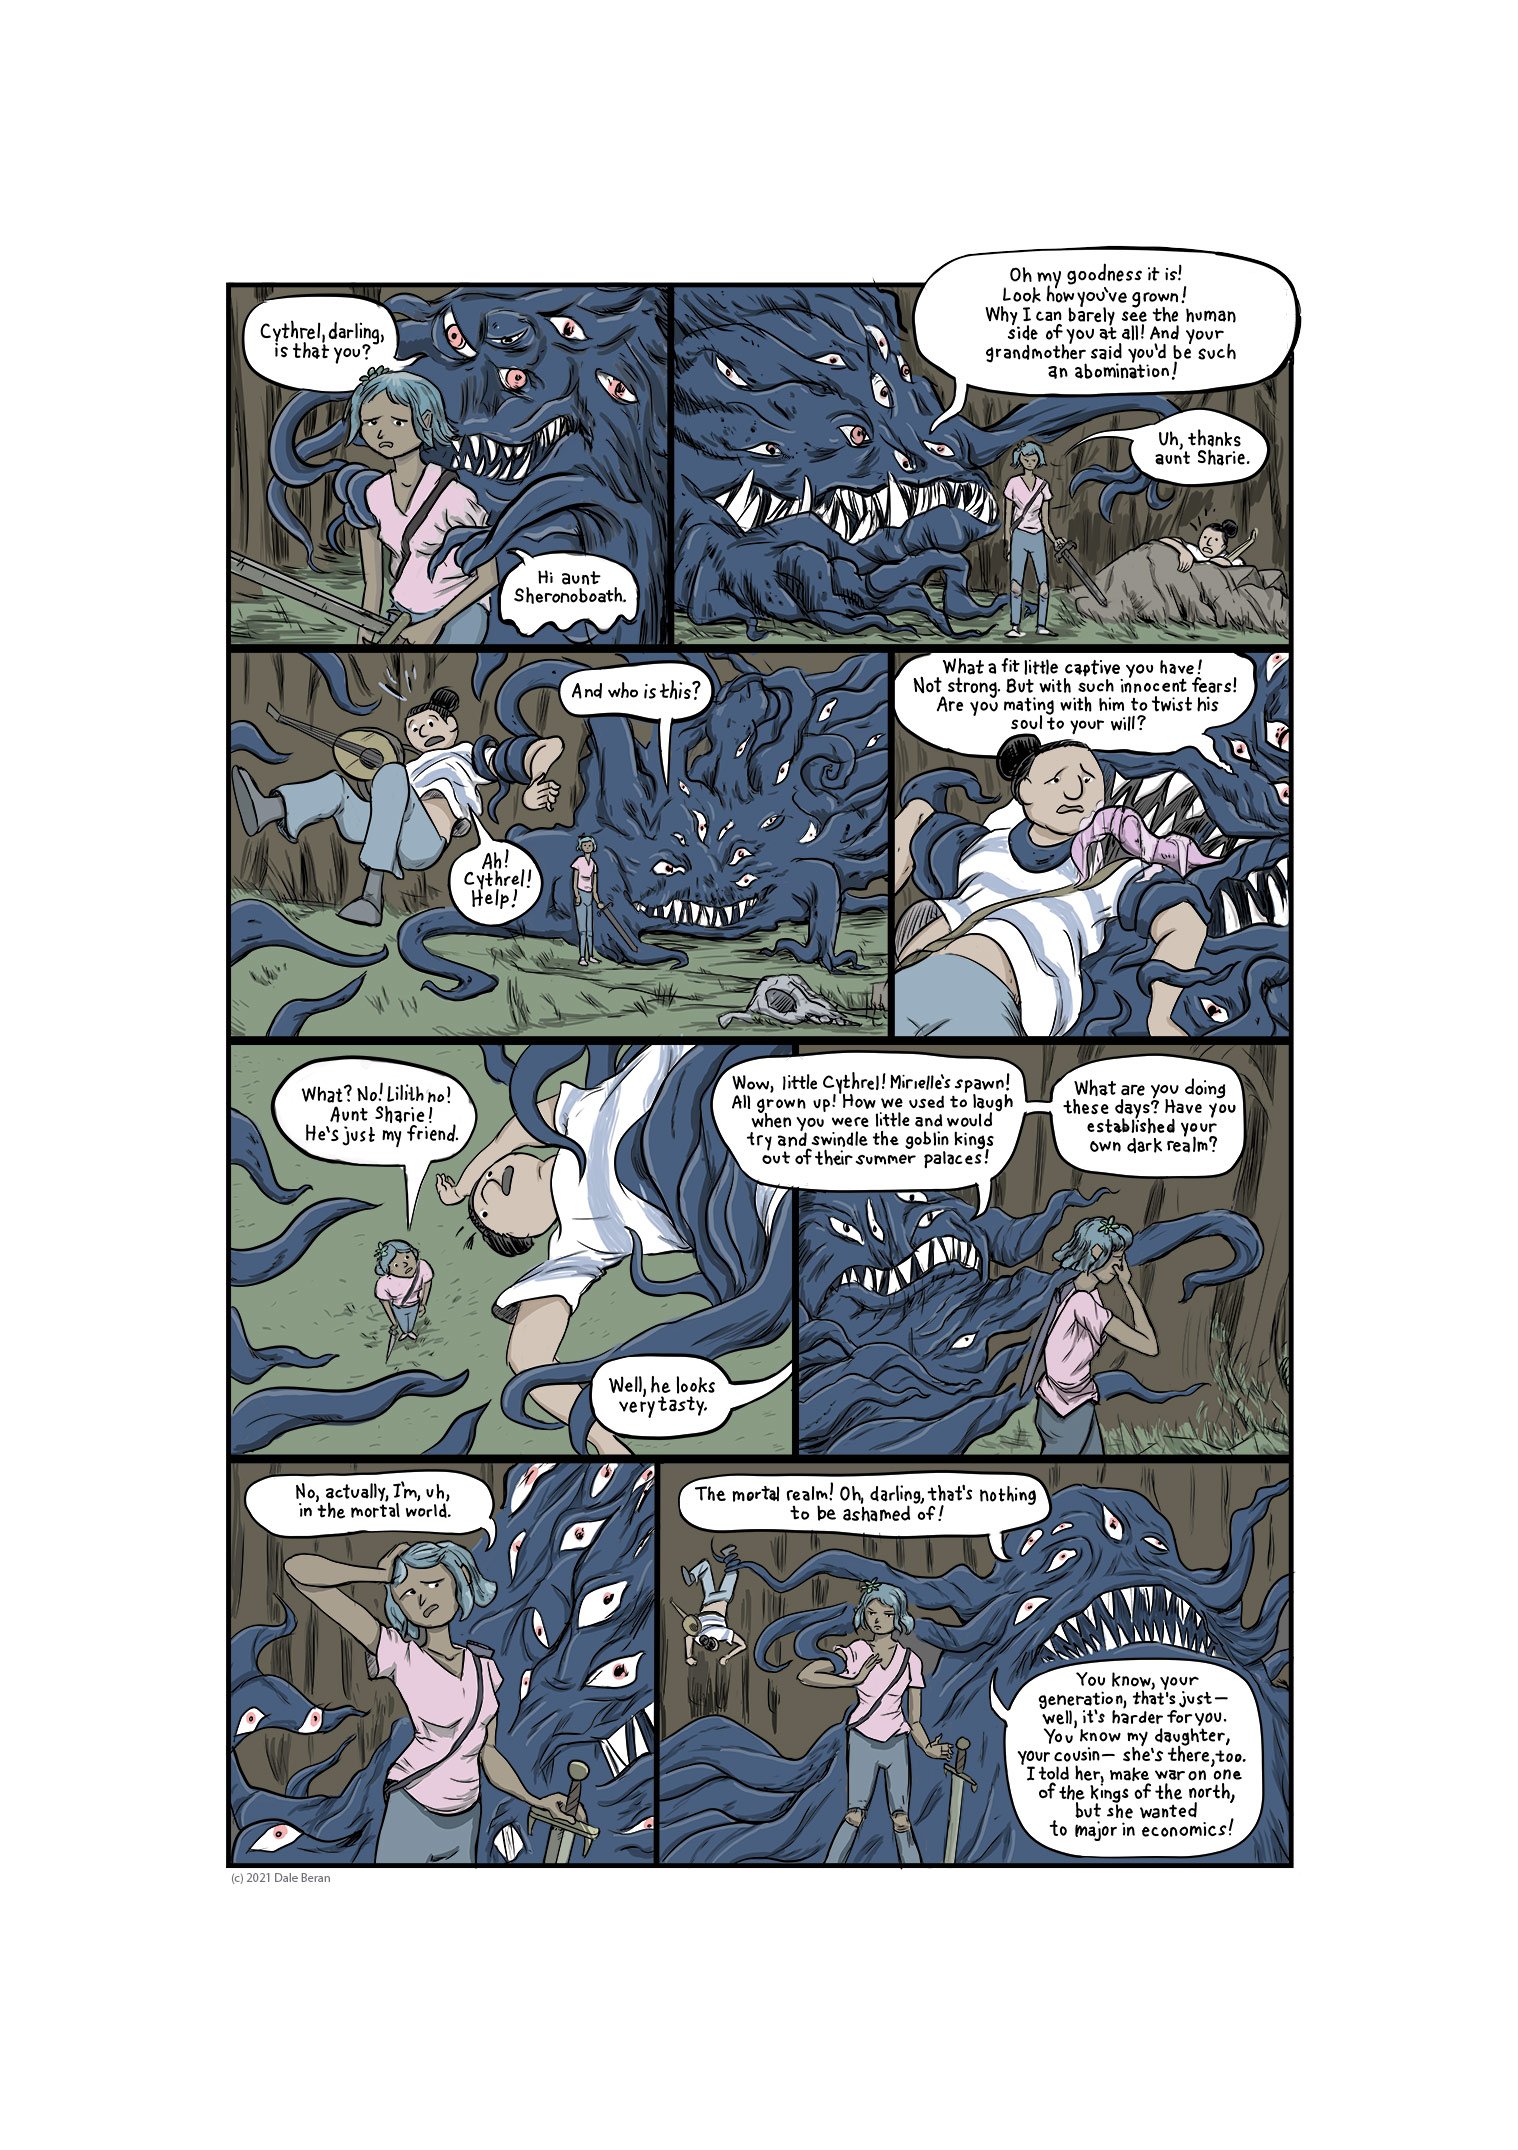 Cythrel, darling,
is that you?
Hi aunt
Sheronoboath.
Oh my goodness it is!
Look how you've grown!
Why I can barely see the human
side of you at all! And your
grandmother said you'd be such
an abomination!
Uh, thanks
aunt Sharie.
And who is this?
Ah!
Cythrel!
Help!
What a fit little captive you have!
Not strong. But with such innocent fears!
Are you mating with him to twist his
soul to your will?
What? No! Lilith no!
Aunt Sharie!
He's just my friend.
Well, he looks
very tasty.
Wow, little Cythrel! Mirielle's spawn!
All grown up! How we used to laugh
when you were little and would
try and swindle the goblin kings
out of their summer palaces!
What are you doing
these days? Have you
established your
own dark realm?
No, actually, I'm, uh,
in the mortal world.
The mortal realm! Oh, darling, that's nothing
to be ashamed of!
You know, your
generation, that's just—
well, it's harder for you.
You know my daughter,
your cousin— she's there, too.
I told her, make war on one
of the kings of the north,
but she wanted
to major in economics!
(c) 2021 Dale Beran